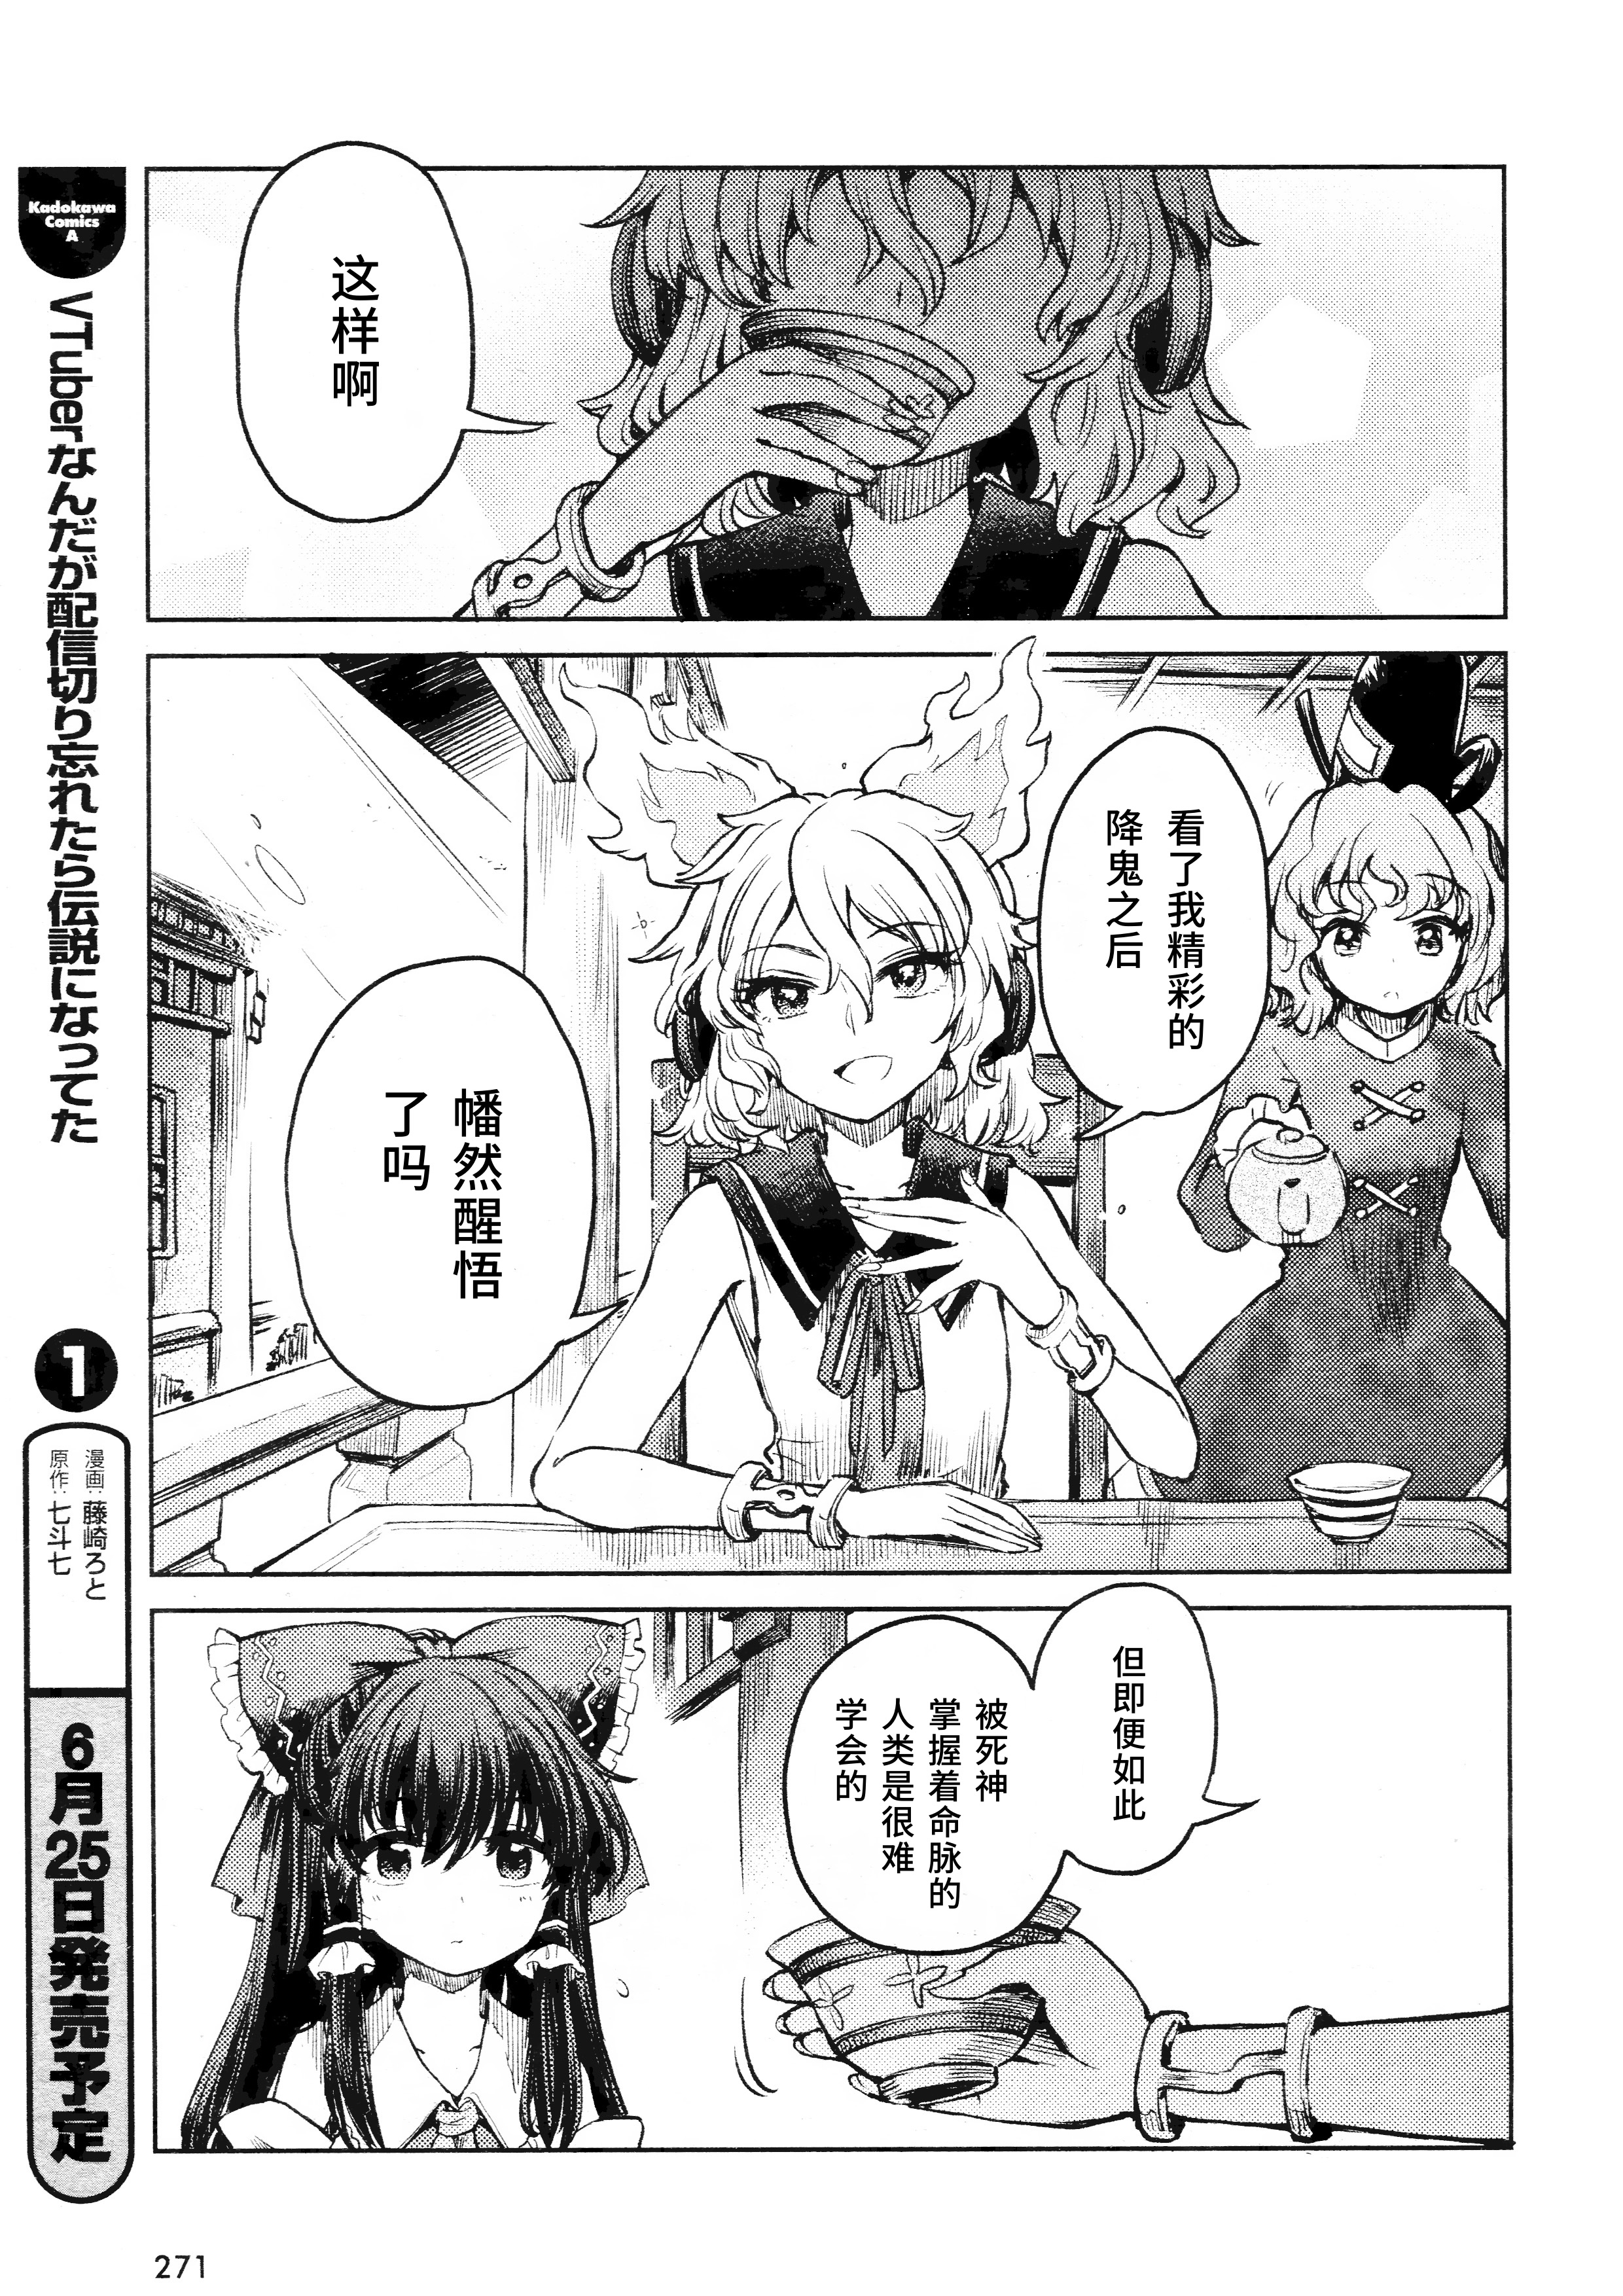 这样啊
看了我精彩的
降鬼之后
幡然醒悟
了吗
但即便如此
被死神
掌握着命脉的
人类是很难
学会的
Kadokawa
Comics
A
VTuberなんだが配信切り忘れたら伝説になってた
1
漫画：藤崎ろと
原作：七斗七
6月25日発売予定
271